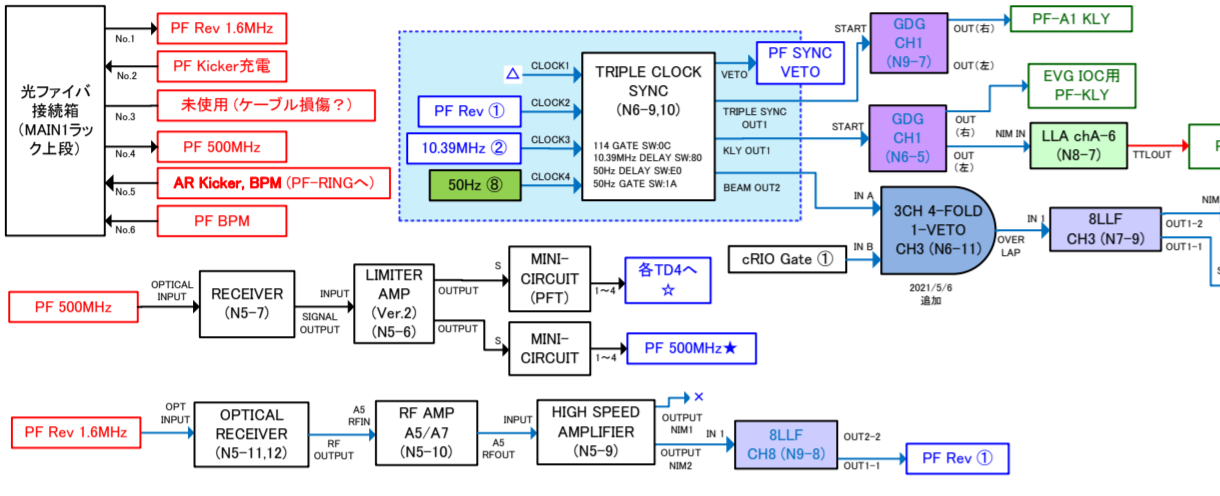 光ファイバ
接続箱
(MAIN1ラッ
ク上段)
No.1
PF Rev 1.6MHz
No.2
PF Kicker充電
No.3
未使用 (ケーブル損傷？)
No.4
PF 500MHz
No.5
AR Kicker, BPM (PF-RINGへ)
No.6
PF BPM
△
CLOCK1
PF Rev ①
CLOCK2
10.39MHz ②
CLOCK3
50Hz ⑧
CLOCK4
TRIPLE CLOCK
SYNC
(N6-9,10)
114 GATE SW:0C
10.39MHz DELAY SW:80
50Hz DELAY SW:E0
50Hz GATE SW:1A
VETO
PF SYNC
VETO
TRIPLE SYNC
OUT1
KLY OUT1
BEAM OUT2
START
GDG
CH1
(N9-7)
OUT(右)
OUT(左)
PF-A1 KLY
START
GDG
CH1
(N6-5)
OUT
(右)
OUT
(左)
EVG IOC用
PF-KLY
NIM IN
LLA chA-6
(N8-7)
TTLOUT
cRIO Gate ①
IN A
IN B
3CH 4-FOLD
1-VETO
CH3 (N6-11)
2021/5/6
追加
OVER
LAP
IN 1
8LLF
CH3 (N7-9)
NIM
OUT1-2
OUT1-1
PF 500MHz
OPTICAL
INPUT
RECEIVER
(N5-7)
SIGNAL
OUTPUT
INPUT
LIMITER
AMP
(Ver.2)
(N5-6)
OUTPUT
OUTPUT
S
MINI-
CIRCUIT
(PFT)
1~4
各TD4へ
☆
S
MINI-
CIRCUIT
1~4
PF 500MHz★
PF Rev 1.6MHz
OPT
INPUT
OPTICAL
RECEIVER
(N5-11,12)
RF
OUTPUT
A5
RFIN
RF AMP
A5/A7
(N5-10)
A5
RFOUT
INPUT
HIGH SPEED
AMPLIFIER
(N5-9)
×
OUTPUT
NIM1
OUTPUT
NIM2
IN 1
8LLF
CH8 (N9-8)
OUT2-2
OUT1-1
PF Rev ①